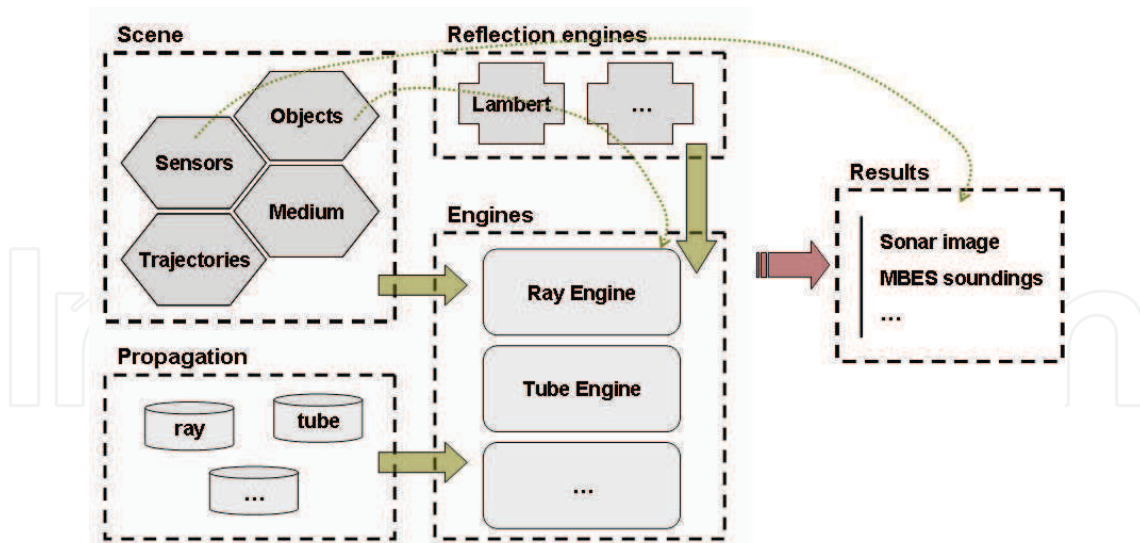 Scene
Objects
Sensors
Medium
Trajectories
Reflection engines
Lambert
...
Propagation
ray
tube
...
Engines
Ray Engine
Tube Engine
...
Results
Sonar image
MBES soundings
...